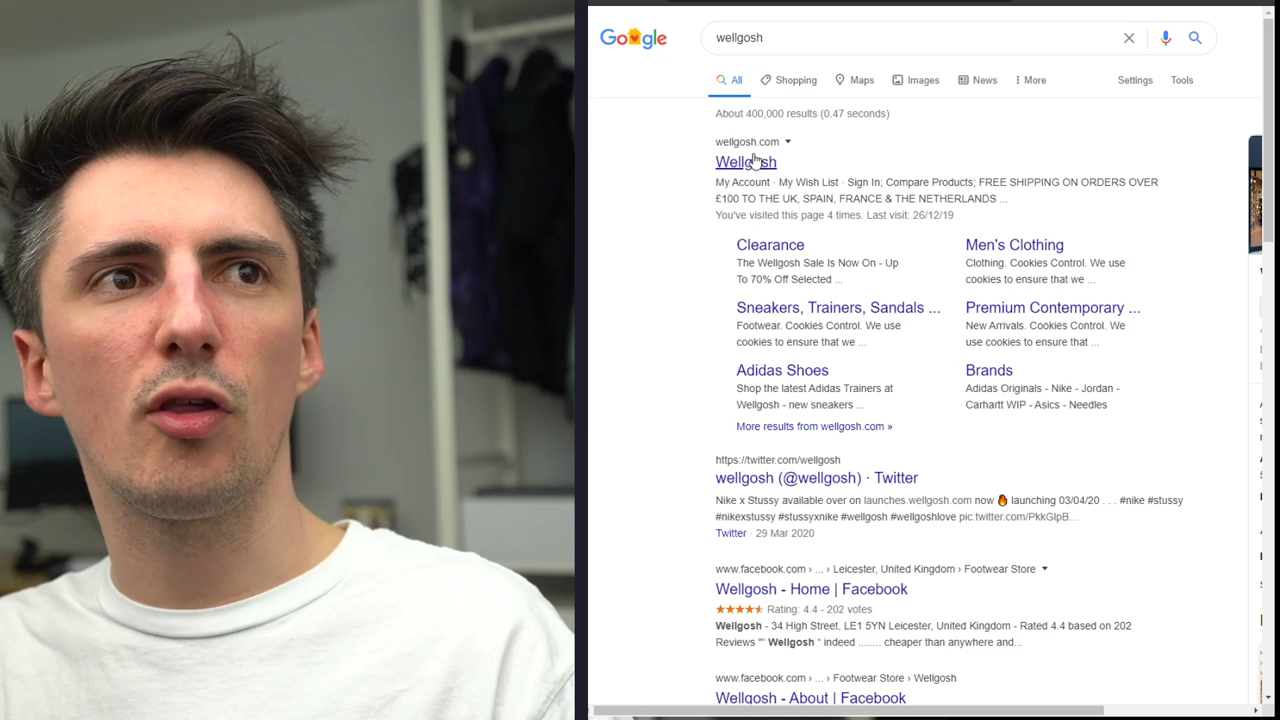 Google
wellgosh
All
Shopping
Maps
Images
News
More
Settings
Tools
About 400,000 results (0.47 seconds)
wellgosh.com
Wellgosh
My Account · My Wish List · Sign In; Compare Products; FREE SHIPPING ON ORDERS OVER
£100 TO THE UK, SPAIN, FRANCE & THE NETHERLANDS ...
You've visited this page 4 times. Last visit: 26/12/19
Clearance
The Wellgosh Sale Is Now On - Up
To 70% Off Selected ...
Men's Clothing
Clothing. Cookies Control. We use
cookies to ensure that we ...
Sneakers, Trainers, Sandals ...
Footwear. Cookies Control. We use
cookies to ensure that we ...
Premium Contemporary ...
New Arrivals. Cookies Control. We
use cookies to ensure that ...
Adidas Shoes
Shop the latest Adidas Trainers at
Wellgosh - new sneakers ...
Brands
Adidas Originals - Nike - Jordan -
Carhartt WIP - Asics - Needles
More results from wellgosh.com »
https://twitter.com/wellgosh
wellgosh (@wellgosh) · Twitter
Nike x Stussy available over on launches.wellgosh.com now 🔥 launching 03/04/20 . . . #nike #stussy
#nikexstussy #stussyxnike #wellgosh #wellgoshlove pic.twitter.com/PkkGlpB...
Twitter · 29 Mar 2020
www.facebook.com › ... › Leicester, United Kingdom › Footwear Store
Wellgosh - Home | Facebook
Rating: 4.4 - 202 votes
Wellgosh - 34 High Street, LE1 5YN Leicester, United Kingdom - Rated 4.4 based on 202
Reviews "" Wellgosh " indeed ........ cheaper than anywhere and...
www.facebook.com › ... › Footwear Store › Wellgosh
Wellgosh - About | Facebook